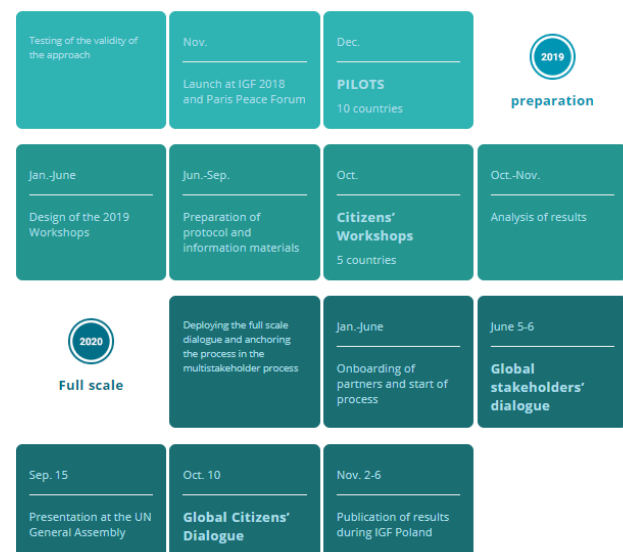 Testing of the validity of
the approach
Nov.
Launch at IGF 2018
and Paris Peace Forum
Dec.
PILOTS
10 countries
2019
preparation
Jan.-June
Design of the 2019
Workshops
Jun.-Sep.
Preparation of
protocol and
information materials
Oct.
Citizens’
Workshops
5 countries
Oct.-Nov.
Analysis of results
2020
Full scale
Deploying the full scale
dialogue and anchoring
the process in the
multistakeholder process
Jan.-June
Onboarding of
partners and start of
process
June 5-6
Global
stakeholders’
dialogue
Sep. 15
Presentation at the UN
General Assembly
Oct. 10
Global Citizens’
Dialogue
Nov. 2-6
Publication of results
during IGF Poland